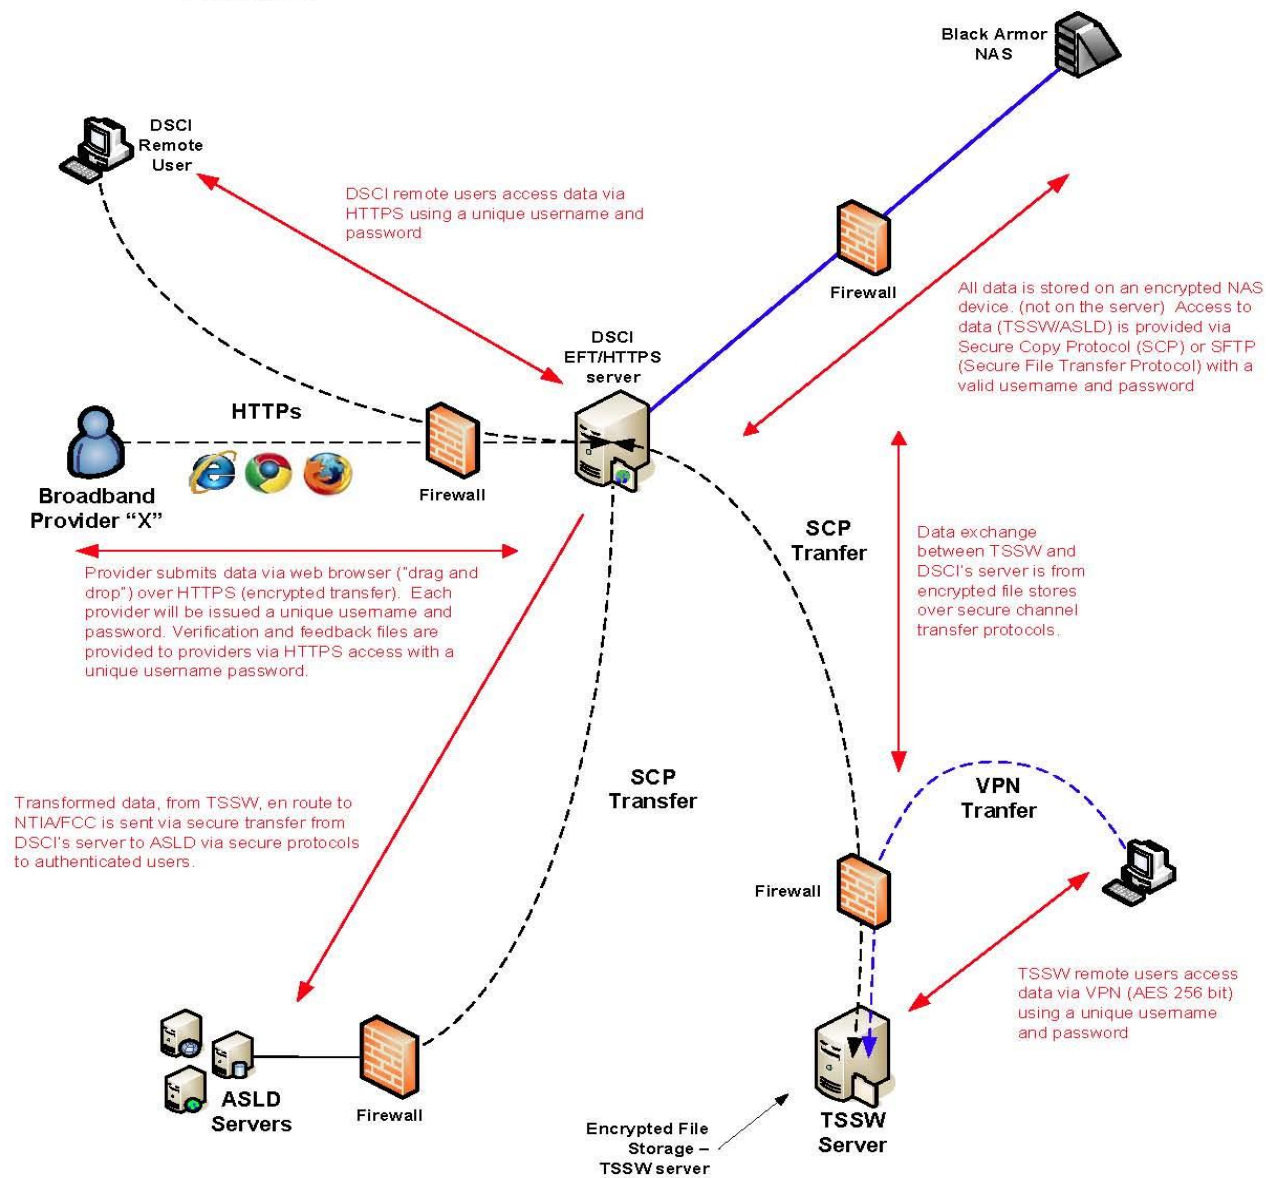 Black Armor
NAS
DSCI
Remote
User
DSCI remote users access data via
HTTPS using a unique username and
password
Firewall
All data is stored on an encrypted NAS
device. (not on the server)  Access to
data (TSSW/ASLD) is provided via
Secure Copy Protocol (SCP) or SFTP
(Secure File Transfer Protocol) with a
valid username and password
DSCI
EFT/HTTPS
server
HTTPs
Firewall
Broadband
Provider “X”
SCP
Tranfer
Data exchange
between TSSW and
DSCI's server is from
encrypted file stores
over secure channel
transfer protocols.
Provider submits data via web browser ("drag and
drop") over HTTPS (encrypted transfer).  Each
provider will be issued a unique username and
password. Verification and feedback files are
provided to providers via HTTPS access with a
unique username password.
SCP
Transfer
VPN
Tranfer
Transformed data, from TSSW, en route to
NTIA/FCC is sent via secure transfer from
DSCI's server to ASLD via secure protocols
to authenticated users.
Firewall
TSSW remote users access
data via VPN (AES 256 bit)
using a unique username
and password
ASLD
Servers
Firewall
Encrypted File
Storage –
TSSW server
TSSW
Server